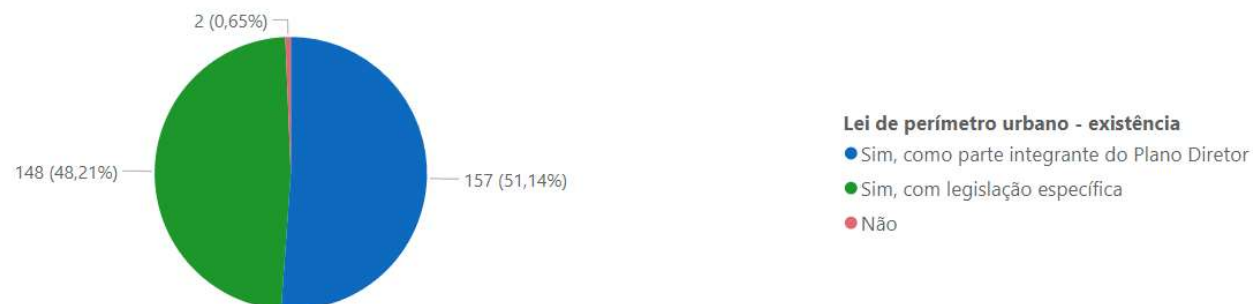 2 (0,65%)
148 (48,21%)
157 (51,14%)
Lei de perímetro urbano - existência
Sim, como parte integrante do Plano Diretor
Sim, com legislação específica
Não